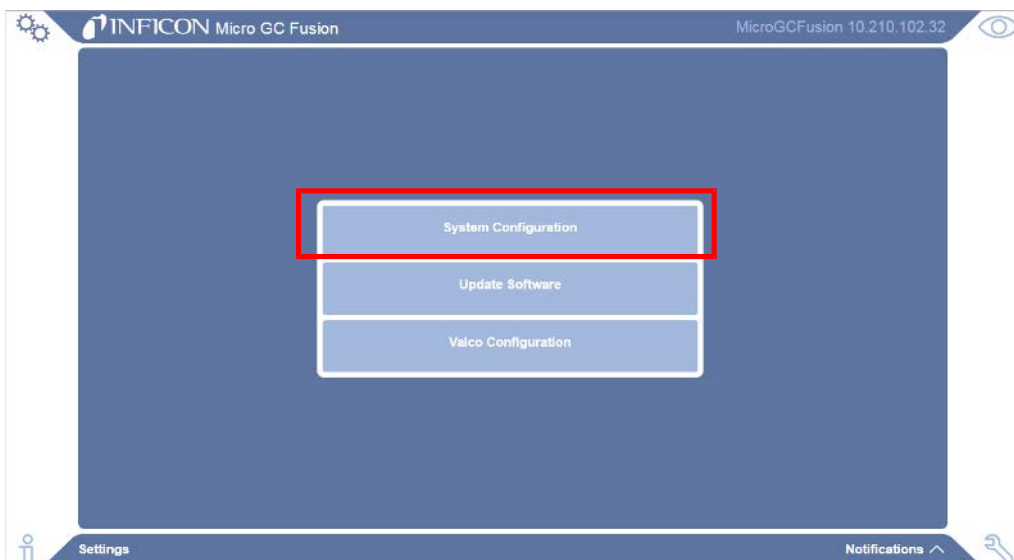 INFICON Micro GC Fusion
MicroGCFusion 10.210.102.32
System Configuration
Update Software
Valco Configuration
Settings
Notifications